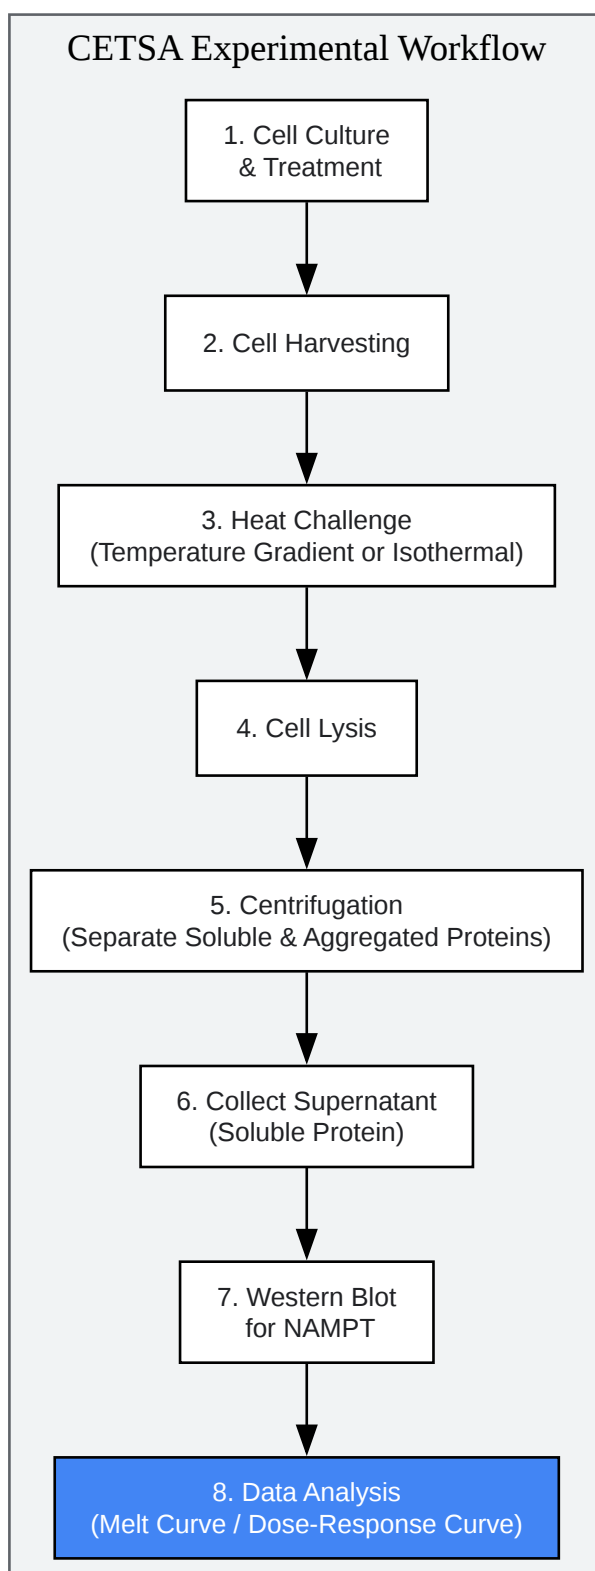 CETSA Experimental Workflow
1. Cell Culture
& Treatment
2. Cell Harvesting
3. Heat Challenge
(Temperature Gradient or Isothermal)
4. Cell Lysis
5. Centrifugation
(Separate Soluble & Aggregated Proteins)
6. Collect Supernatant
(Soluble Protein)
7. Western Blot
for NAMPT
8. Data Analysis
(Melt Curve / Dose-Response Curve)